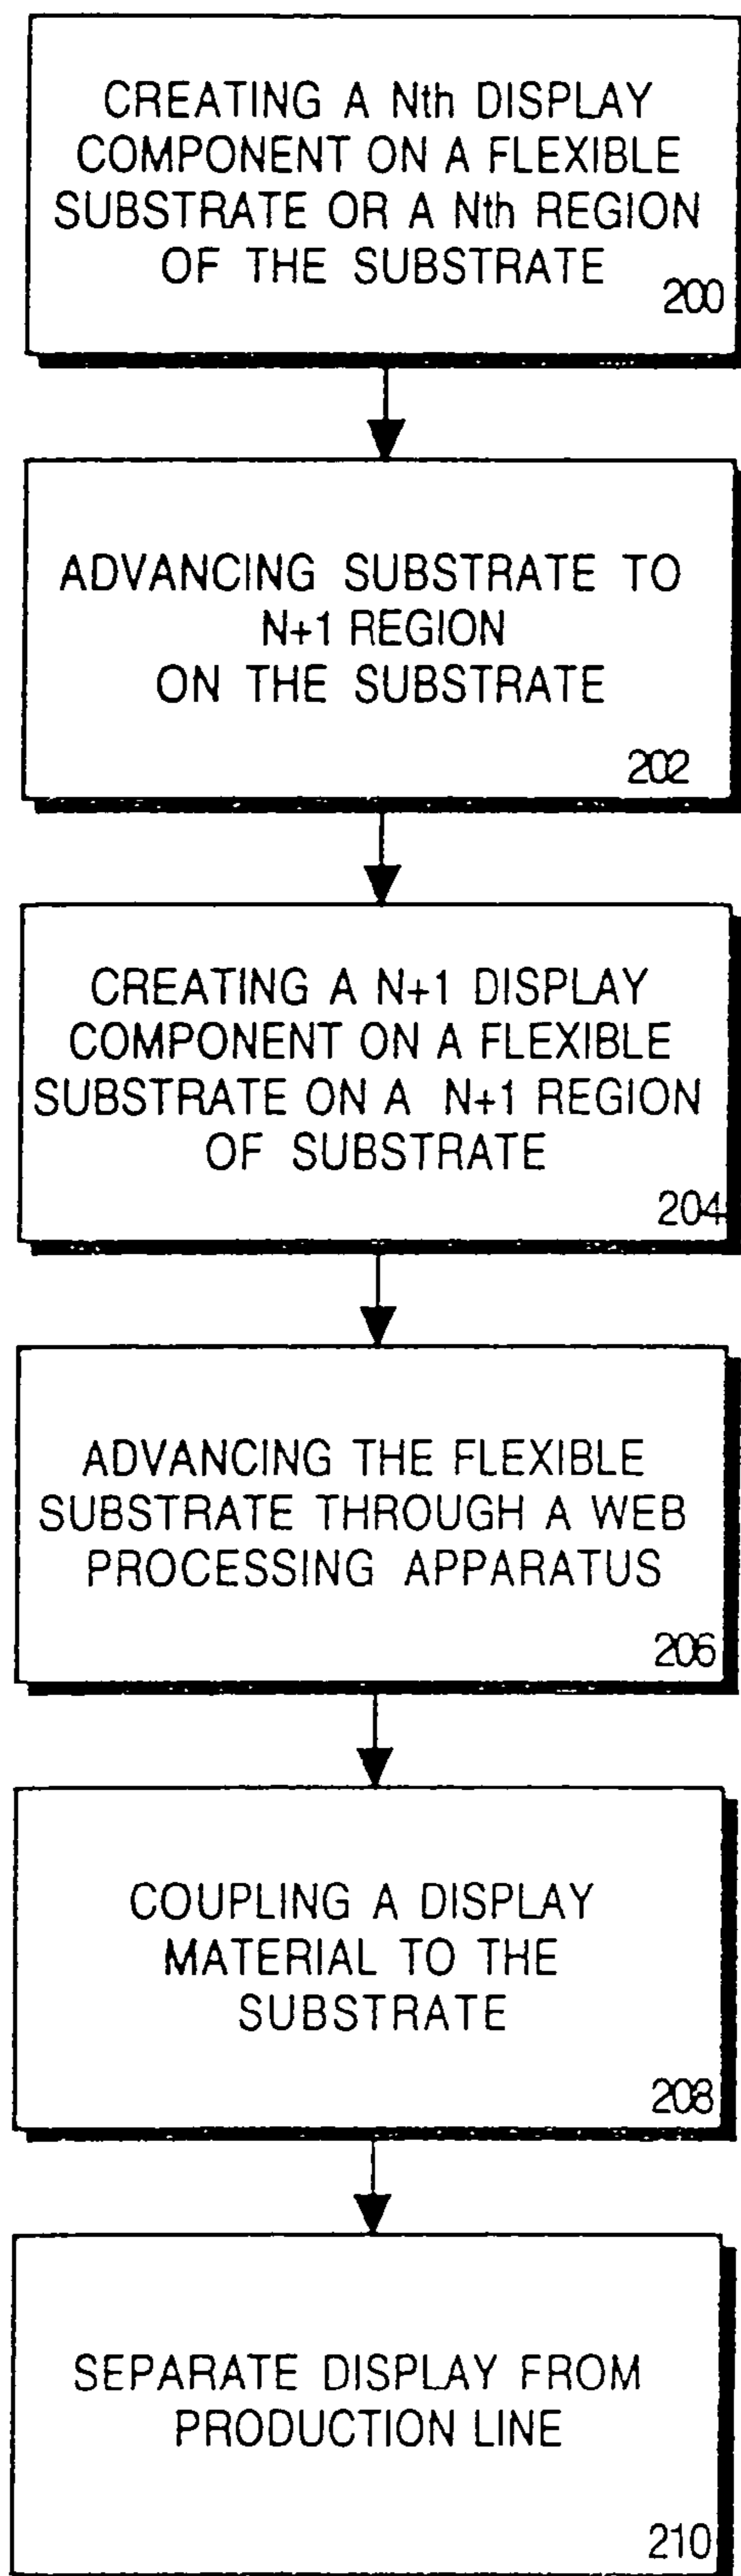 CREATING A Nth DISPLAY
COMPONENT ON A FLEXIBLE
SUBSTRATE OR A Nth REGION
OF THE SUBSTRATE
200
ADVANCING SUBSTRATE TO
N+1 REGION
ON THE SUBSTRATE
202
CREATING A N+1 DISPLAY
COMPONENT ON A FLEXIBLE
SUBSTRATE ON A N+1 REGION
OF SUBSTRATE
204
ADVANCING THE FLEXIBLE
SUBSTRATE THROUGH A WEB
PROCESSING APPARATUS
206
COUPLING A DISPLAY
MATERIAL TO THE
SUBSTRATE
208
SEPARATE DISPLAY FROM
PRODUCTION LINE
210